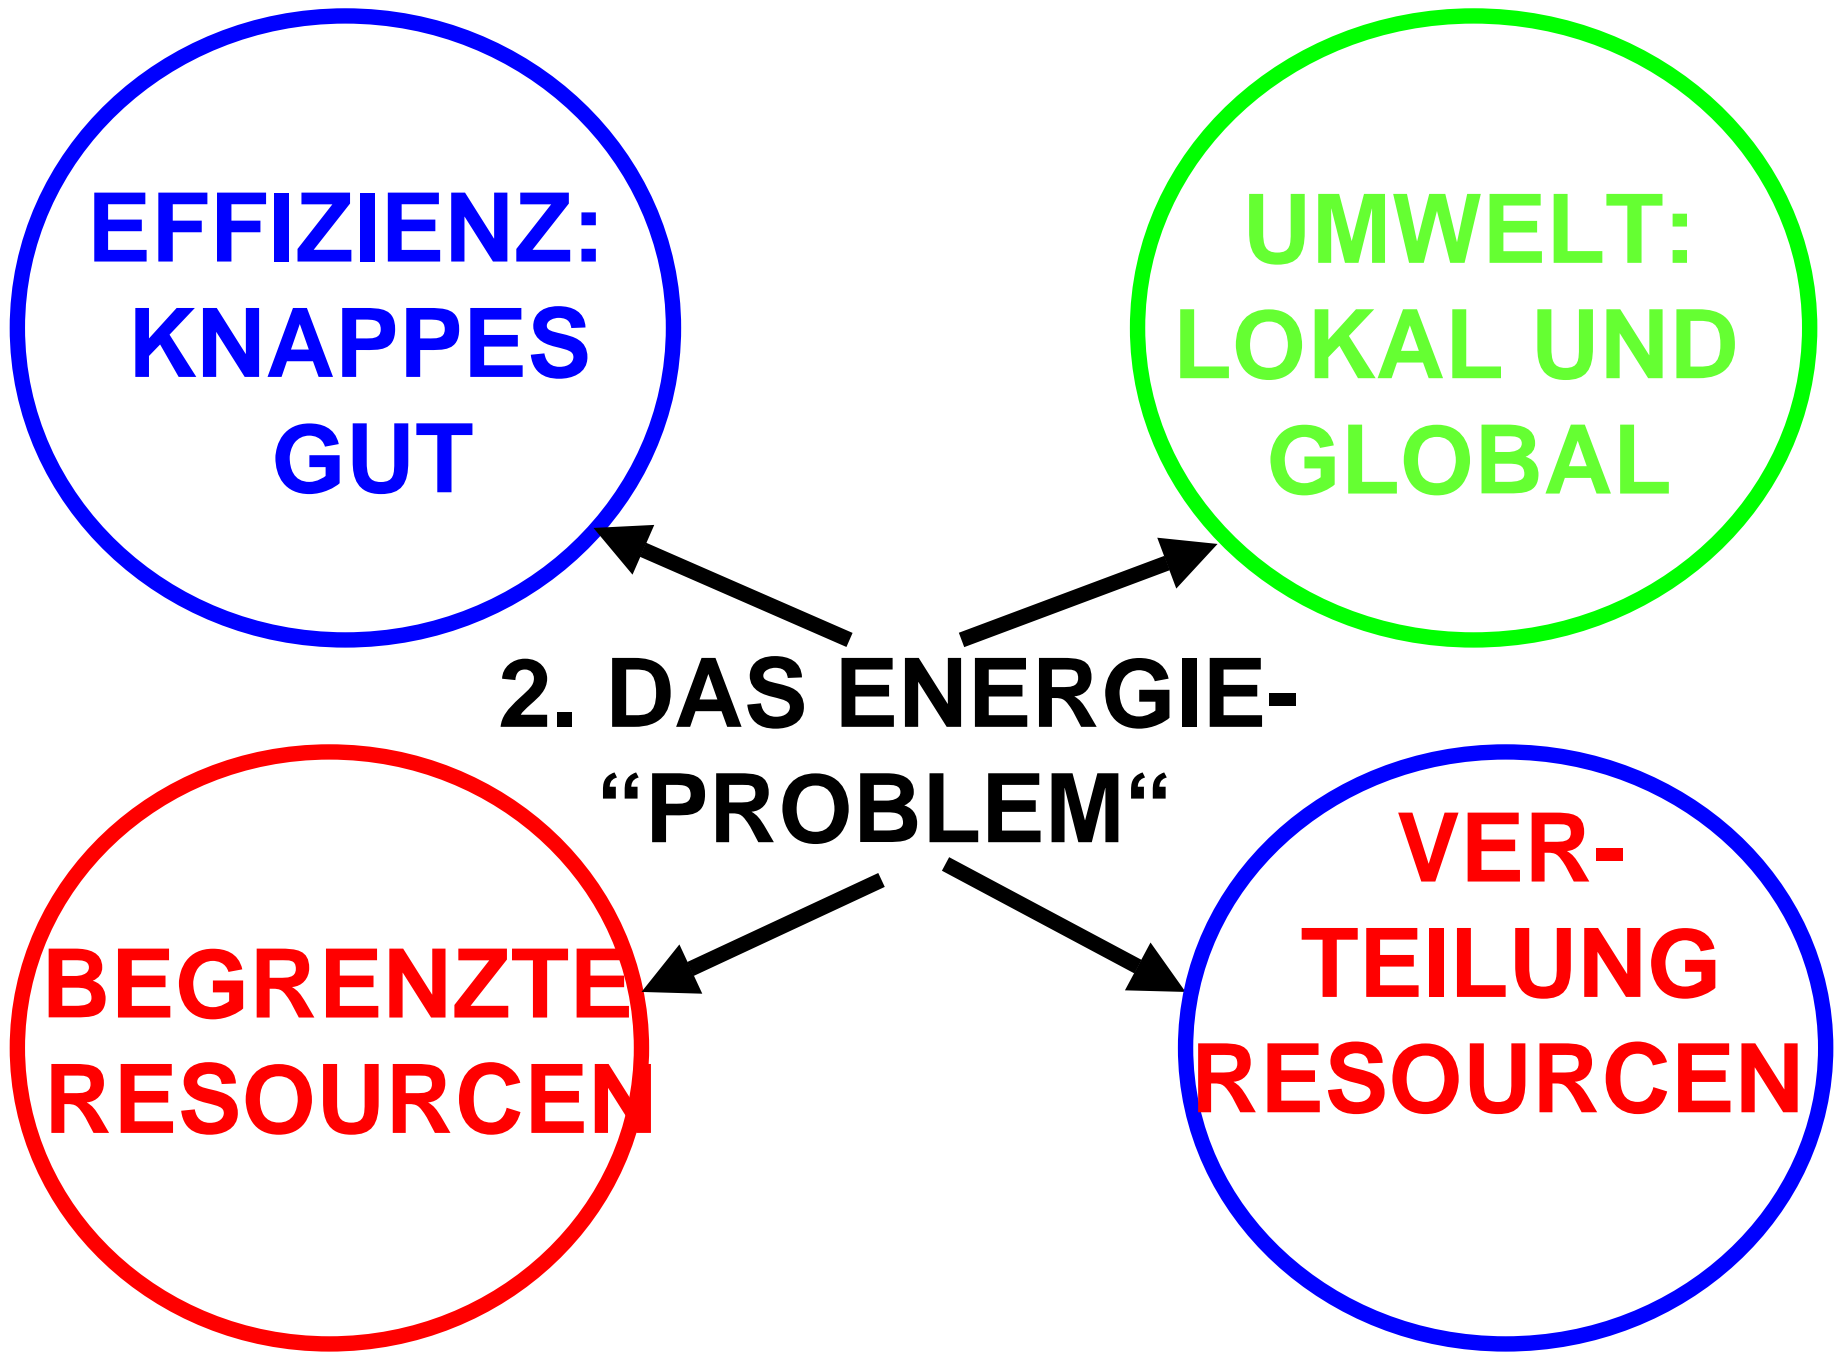 EFFIZIENZ:
KNAPPES
GUT
UMWELT:
LOKAL UND
GLOBAL
2. DAS ENERGIE-
“PROBLEM“
BEGRENZTE
RESOURCEN
VER-
TEILUNG
RESOURCEN